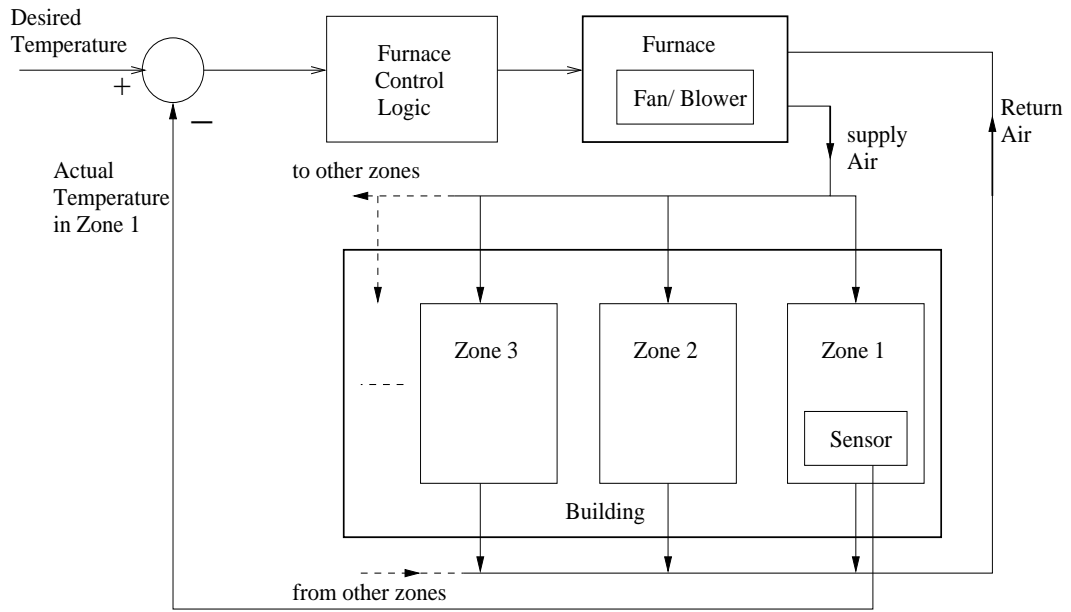 Desired
Temperature
+
−
Furnace
Control
Logic
Furnace
Fan/ Blower
Return
Air
supply
Air
Actual
Temperature
in Zone 1
to other zones
Zone 3
Zone 2
Zone 1
Sensor
Building
from other zones